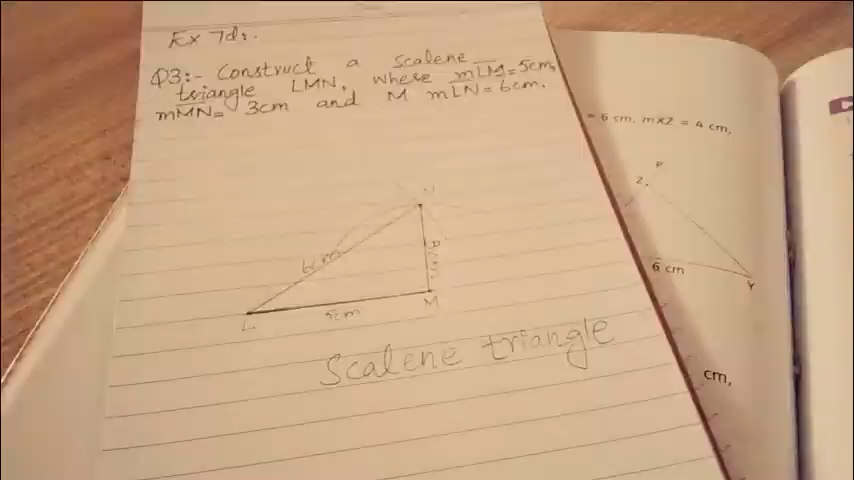 Ex 7d:.
Q3:- Construct a scalene
triangle LMN, where mLM=5cm,
mMN= 3cm and M mLN=6cm.
= 6 cm, mXZ = 4 cm,
P
Z
N
6cm
3cm
6 cm
Y
L
5cm
M
Scalene triangle
cm,